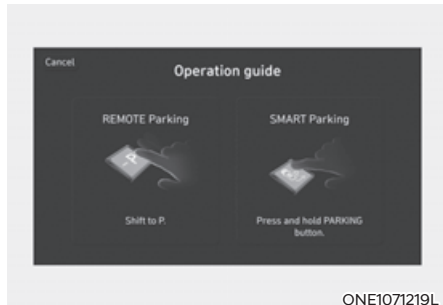 Cancel
Operation guide
REMOTE Parking
SMART Parking
P
Shift to P.
Press and hold PARKING
button.
ONE1071219L